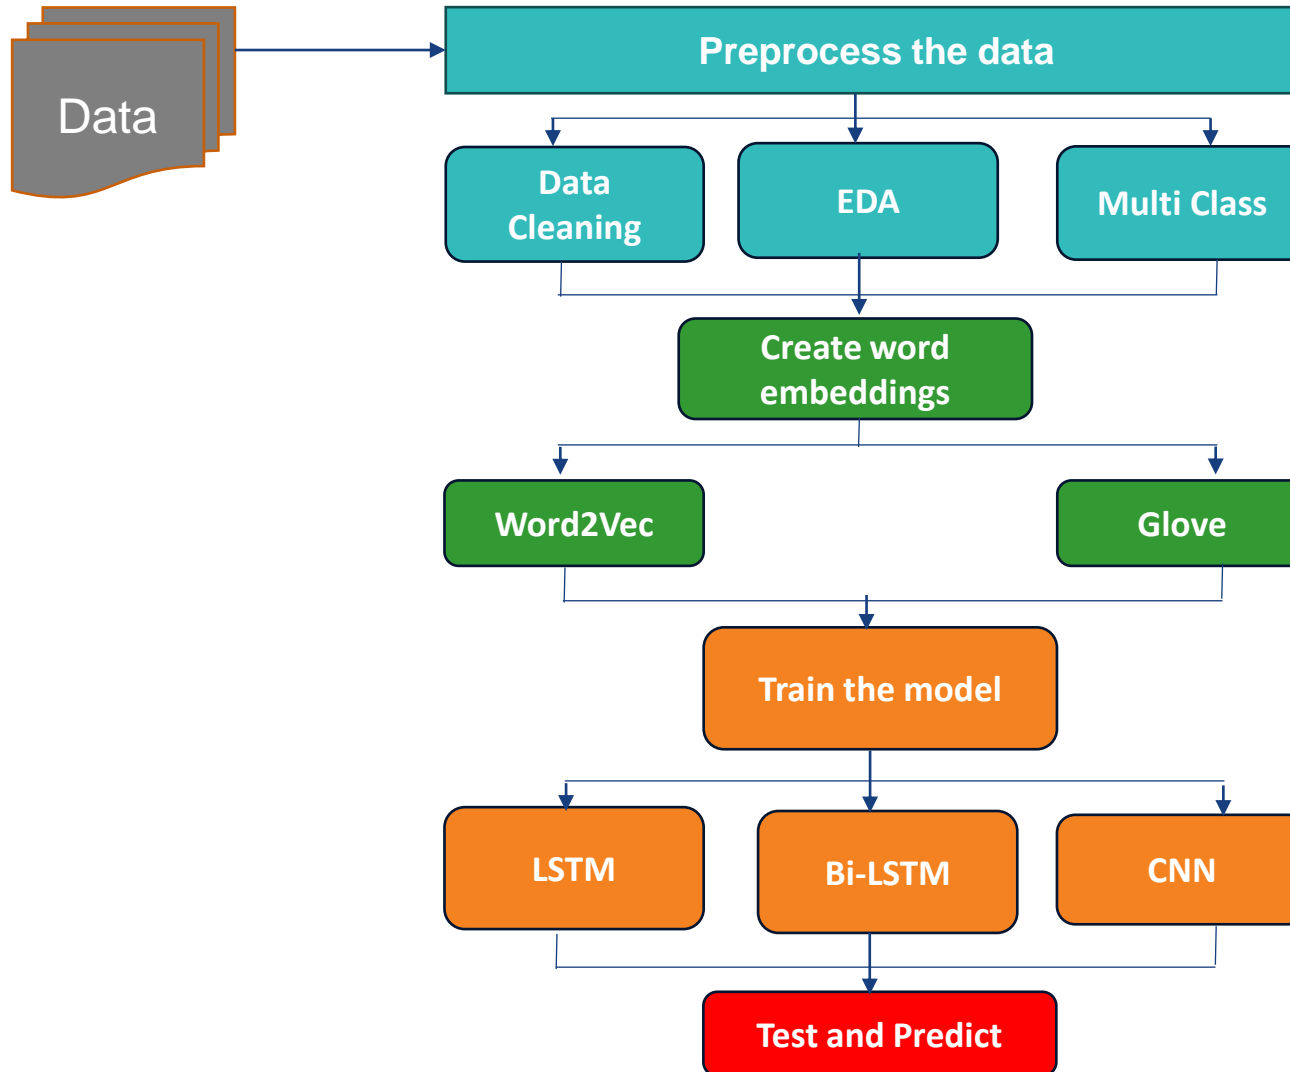 Data
Preprocess the data
Data
Cleaning
EDA
Multi Class
Create word
embeddings
Word2Vec
Glove
Train the model
LSTM
Bi-LSTM
CNN
Test and Predict